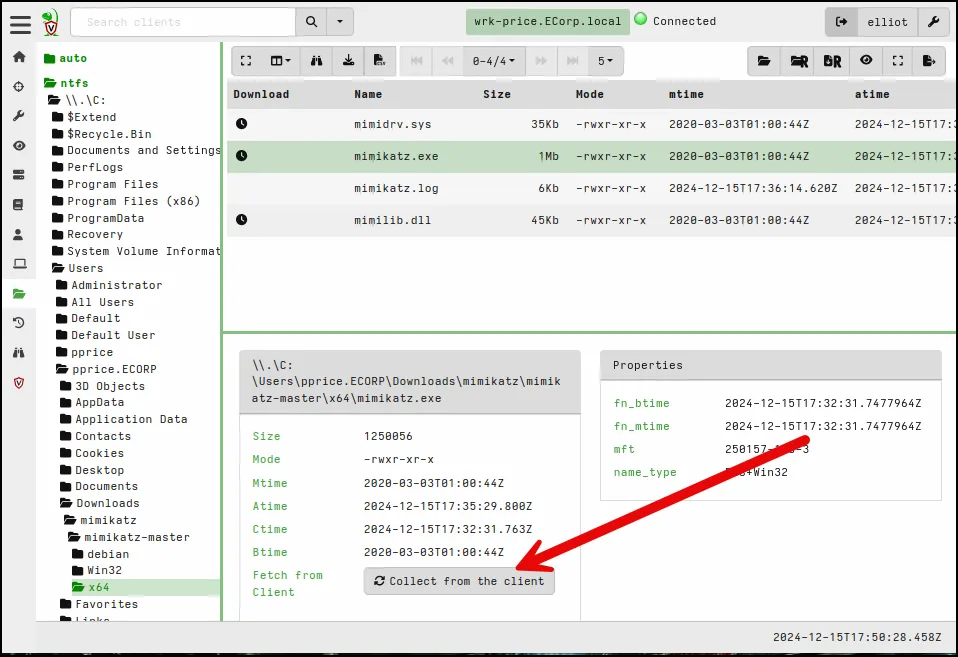 Search clients
wrk-price.ECorp.local
Connected
elliot
auto
ntfs
\\.\C:
$Extend
$Recycle.Bin
Documents and Settings
PerfLogs
Program Files
Program Files (x86)
ProgramData
Recovery
System Volume Informat
Users
Administrator
All Users
Default
Default User
pprice
pprice.ECORP
3D Objects
AppData
Application Data
Contacts
Cookies
Desktop
Documents
Downloads
mimikatz
mimikatz-master
debian
Win32
x64
Favorites
Links
0-4/4
5
Download Name Size Mode mtime atime
mimidrv.sys 35Kb -rwxr-xr-x 2020-03-03T01:00:44Z 2024-12-15T17:3
mimikatz.exe 1Mb -rwxr-xr-x 2020-03-03T01:00:44Z 2024-12-15T17:3
mimikatz.log 6Kb -rwxr-xr-x 2024-12-15T17:36:14.620Z 2024-12-15T17:3
mimilib.dll 45Kb -rwxr-xr-x 2020-03-03T01:00:44Z 2024-12-15T17:3
\\.\C:
\Users\pprice.ECORP\Downloads\mimikatz\mimik
atz-master\x64\mimikatz.exe
Size 1250056
Mode -rwxr-xr-x
Mtime 2020-03-03T01:00:44Z
Atime 2024-12-15T17:35:29.800Z
Ctime 2024-12-15T17:32:31.763Z
Btime 2020-03-03T01:00:44Z
Fetch from
Client
Collect from the client
Properties
fn_btime 2024-12-15T17:32:31.7477964Z
fn_mtime 2024-12-15T17:32:31.7477964Z
mft
name_type
2024-12-15T17:50:28.458Z